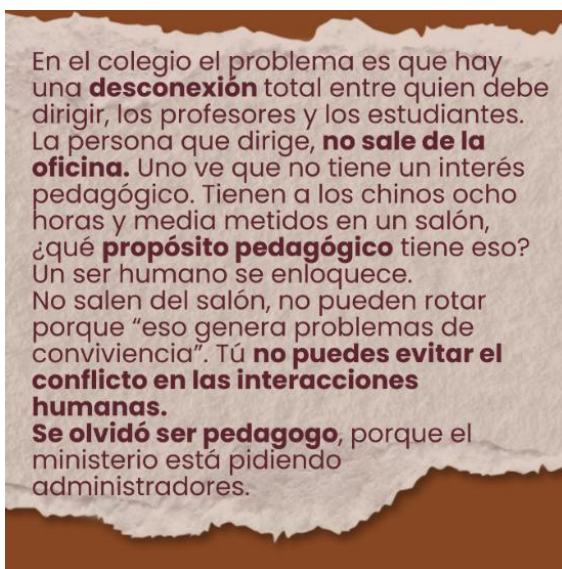 En el colegio el problema es que hay
una desconexión total entre quien debe
dirigir, los profesores y los estudiantes.
La persona que dirige, no sale de la
oficina. Uno ve que no tiene un interés
pedagógico. Tienen a los chinos ocho
horas y media metidos en un salón,
¿qué propósito pedagógico tiene eso?
Un ser humano se enloquece.
No salen del salón, no pueden rotar
porque “eso genera problemas de
conviviencia”. Tú no puedes evitar el
conflicto en las interacciones
humanas.
Se olvidó ser pedagogo, porque el
ministerio está pidiendo
administradores.